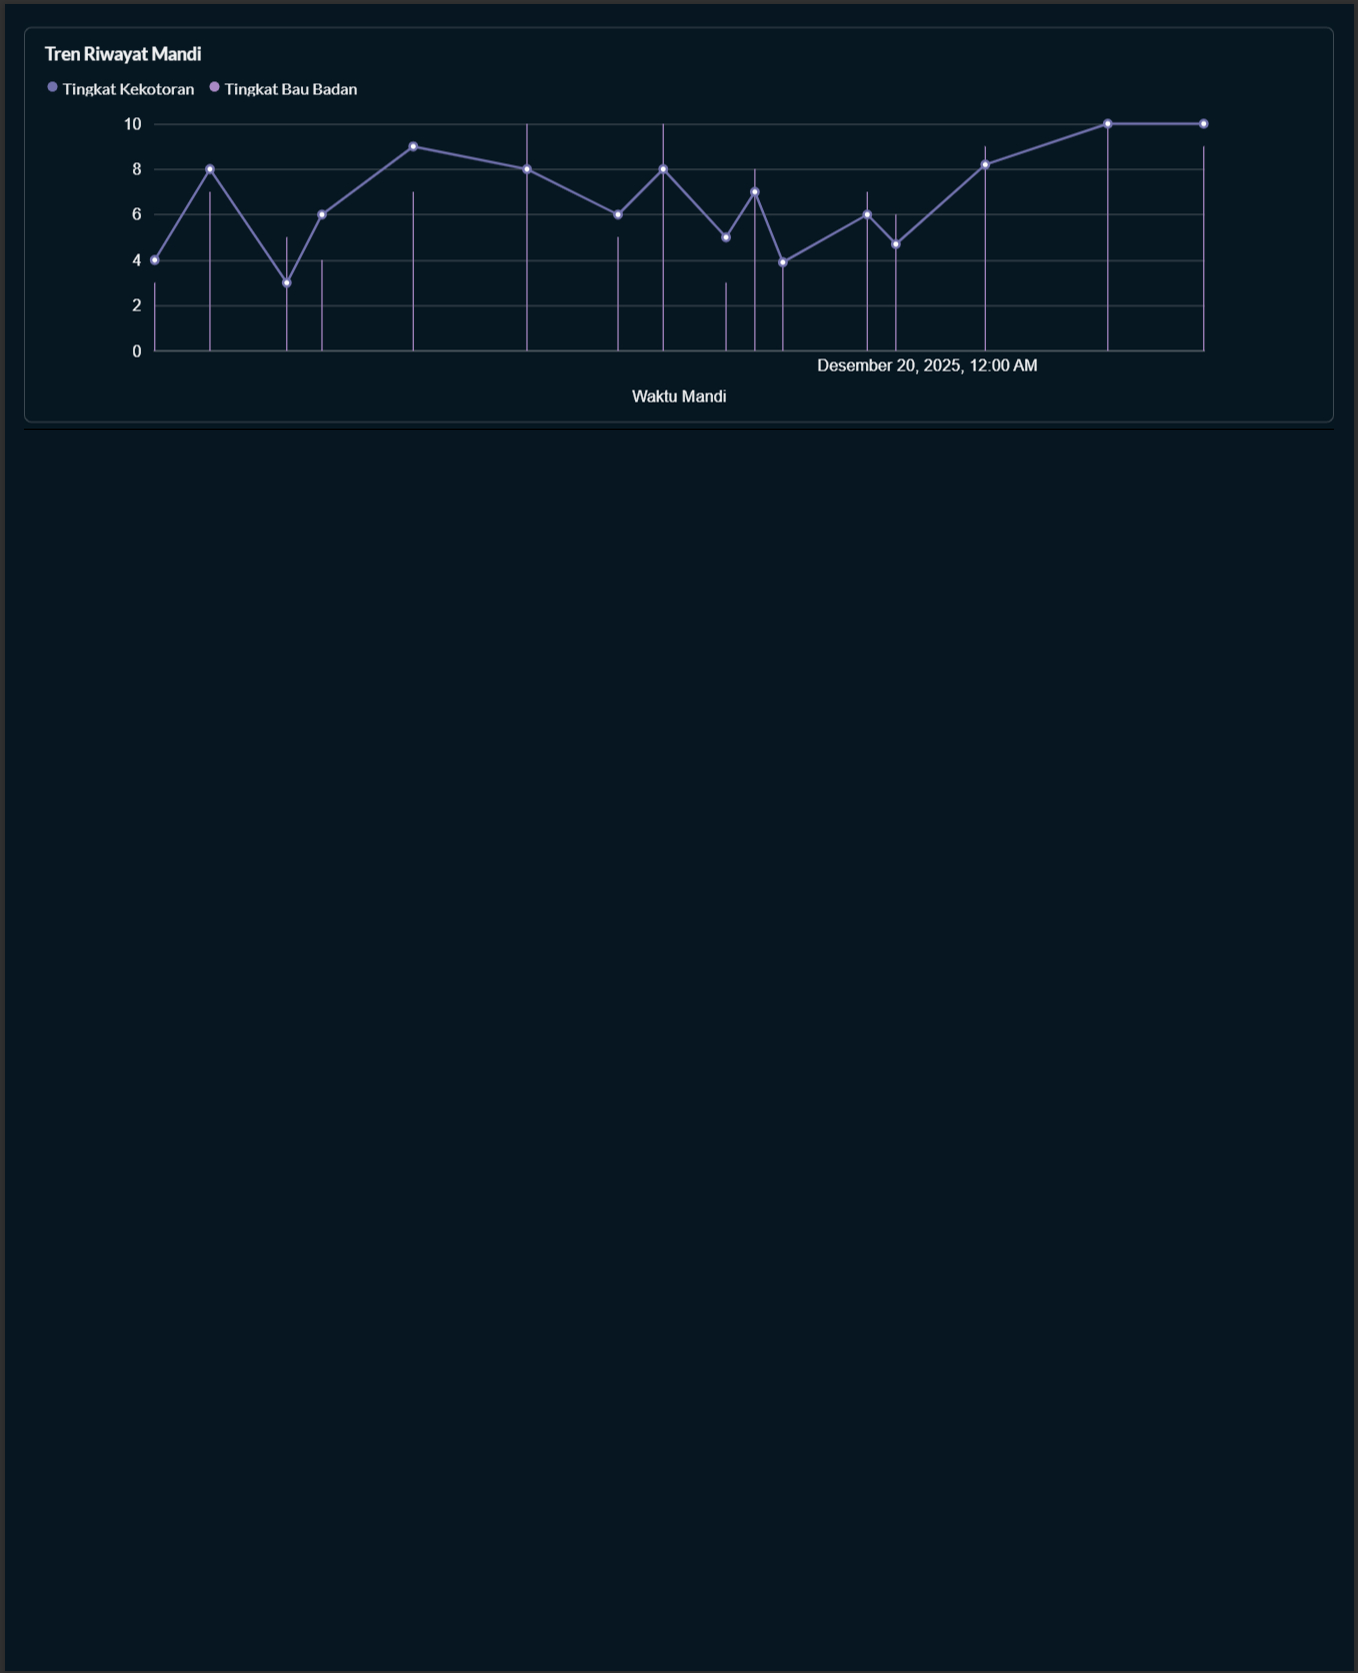 Tren Riwayat Mandi
Tingkat Kekotoran Tingkat Bau Badan
10
8
6
4
2
0
Desember 20, 2025, 12:00 AM
Waktu Mandi